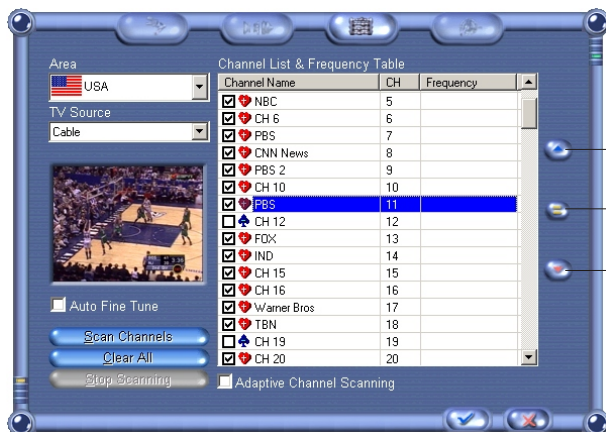 Area
USA
TV Source
Cable
Auto Fine Tune
Scan Channels
Clear All
Stop Scanning
Channel List & Frequency Table
Channel Name CH Frequency
NBC 5
CH 6 6
PBS 7
CNN News 8
PBS 2 9
CH 10 10
PBS 11
CH 12 12
FOX 13
IND 14
CH 15 15
CH 16 16
Warner Bros 17
TBN 18
CH 19 19
CH 20 20
Adaptive Channel Scanning